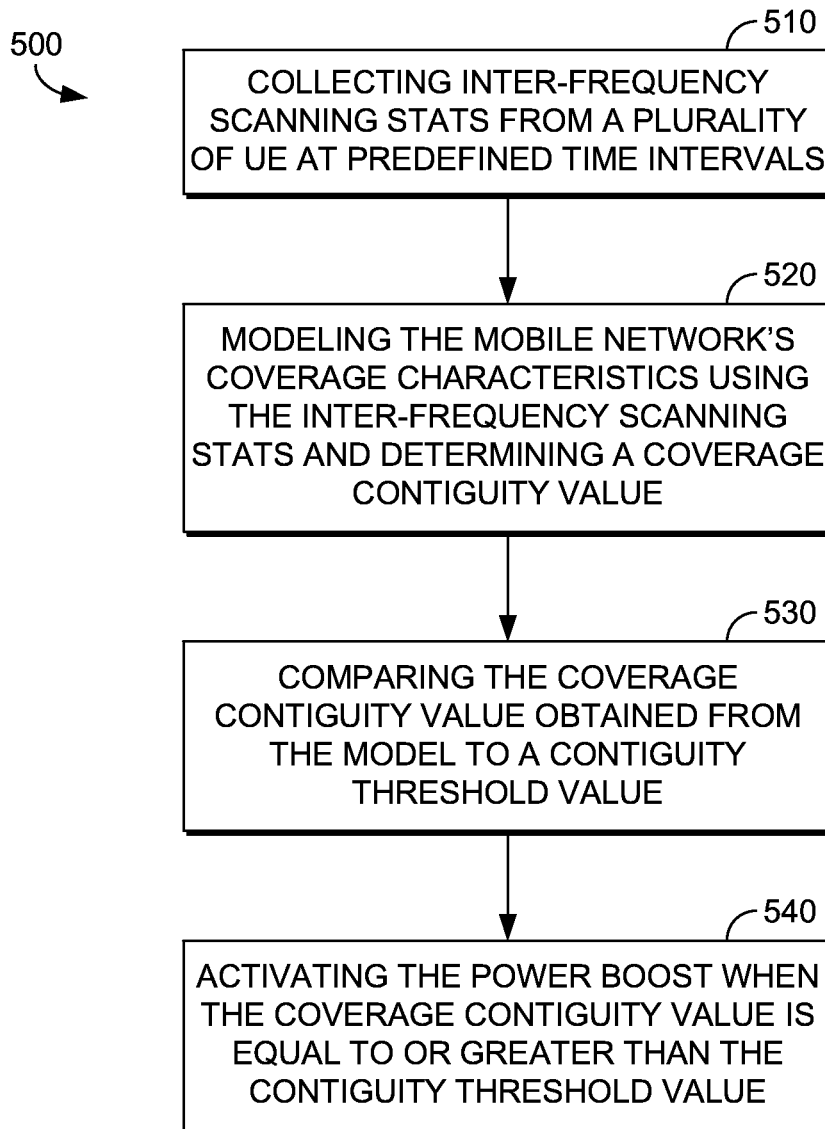 500
510
COLLECTING INTER-FREQUENCY
SCANNING STATS FROM A PLURALITY
OF UE AT PREDEFINED TIME INTERVALS
520
MODELING THE MOBILE NETWORK'S
COVERAGE CHARACTERISTICS USING
THE INTER-FREQUENCY SCANNING
STATS AND DETERMINING A COVERAGE
CONTIGUITY VALUE
530
COMPARING THE COVERAGE
CONTIGUITY VALUE OBTAINED FROM
THE MODEL TO A CONTIGUITY
THRESHOLD VALUE
540
ACTIVATING THE POWER BOOST WHEN
THE COVERAGE CONTIGUITY VALUE IS
EQUAL TO OR GREATER THAN THE
CONTIGUITY THRESHOLD VALUE